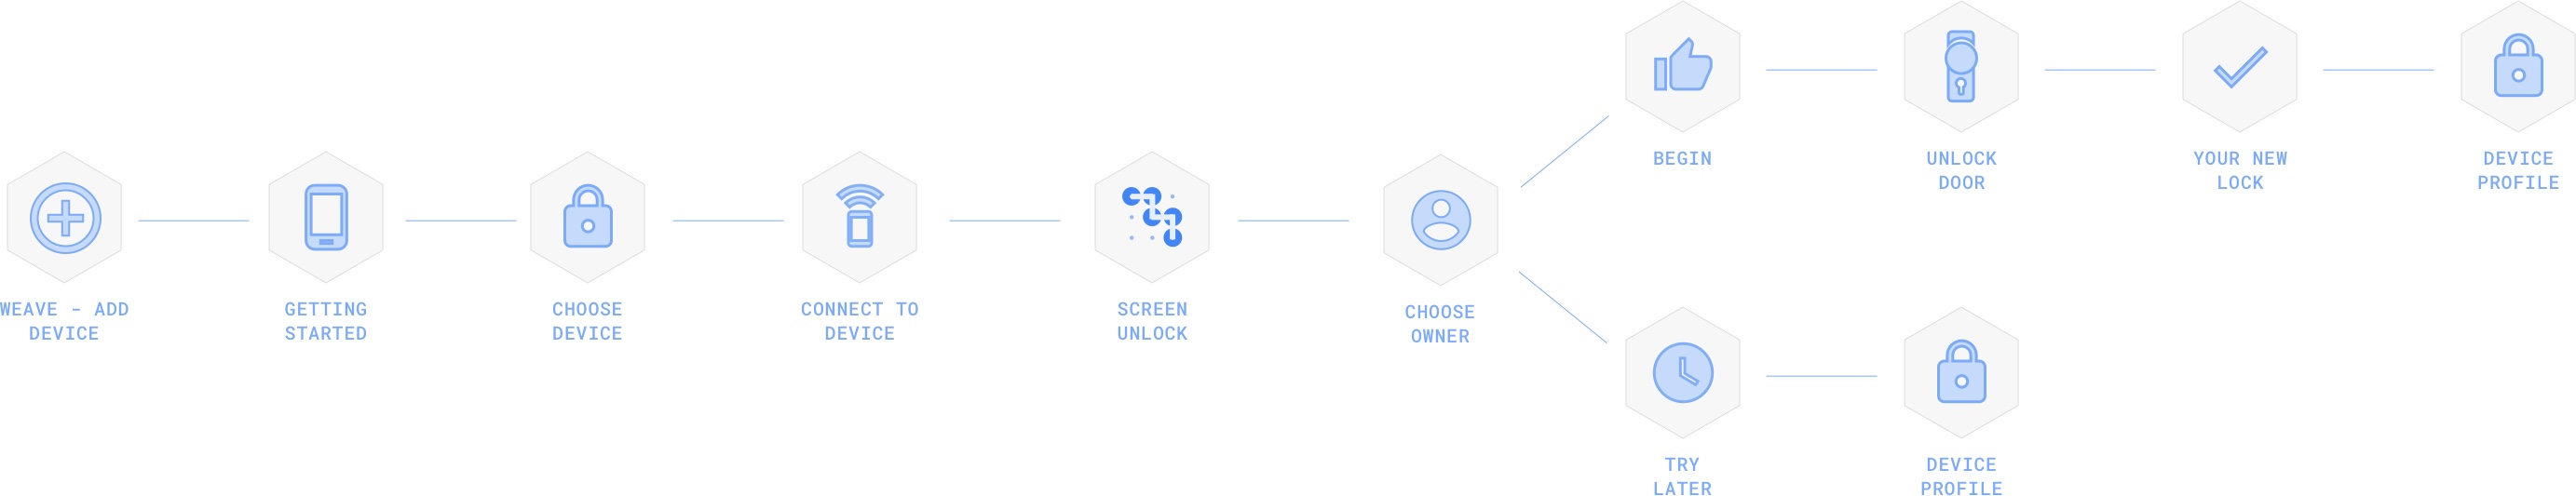 WEAVE - ADD
DEVICE
GETTING
STARTED
CHOOSE
DEVICE
CONNECT TO
DEVICE
SCREEN
UNLOCK
CHOOSE
OWNER
BEGIN
UNLOCK
DOOR
YOUR NEW
LOCK
DEVICE
PROFILE
TRY
LATER
DEVICE
PROFILE